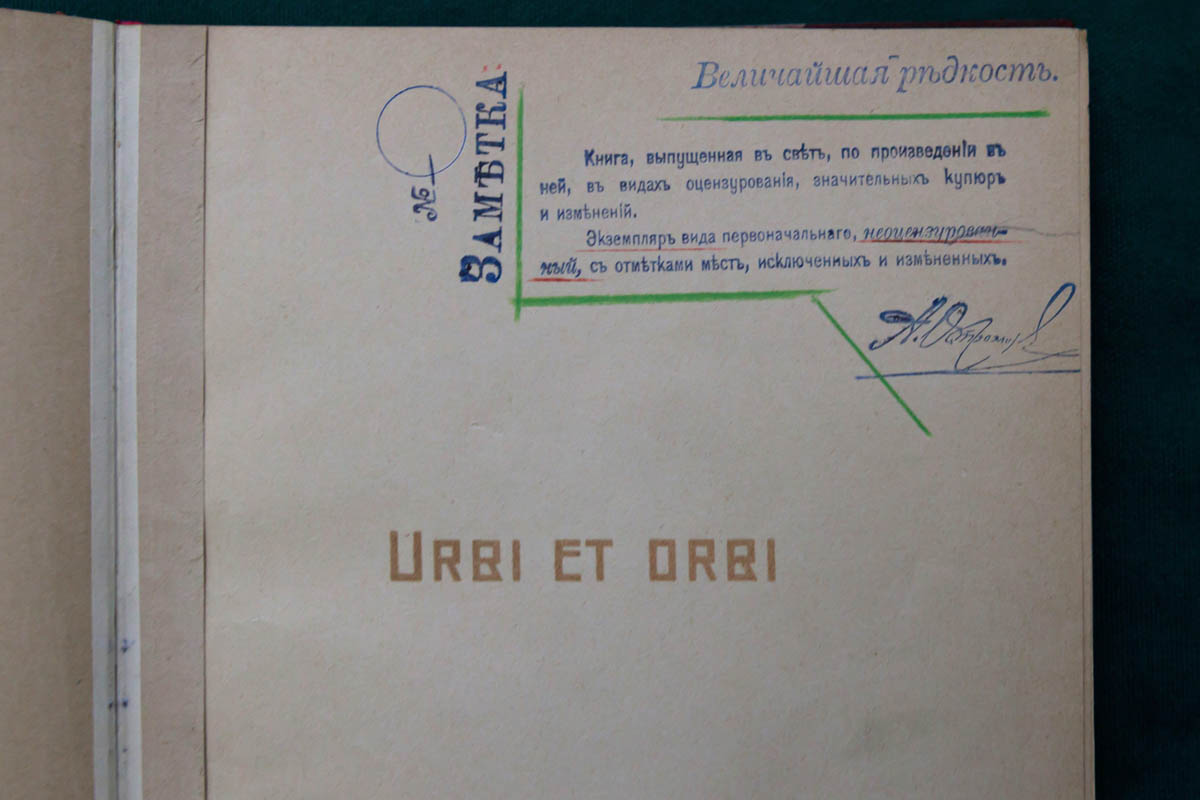 Величайшая рѣдкость.
№
ЗАМѢТКА.
Книга, выпущенная въ свѣтъ, по произведенiи въ
ней, въ видахъ оцензурованiя, значительныхъ купюръ
и измѣненiй.
Экземпляръ вида первоначальнаго, неоцензурован-
ный, съ отмѣтками мѣстъ, исключенныхъ и измѣненныхъ.
URBI ET ORBI